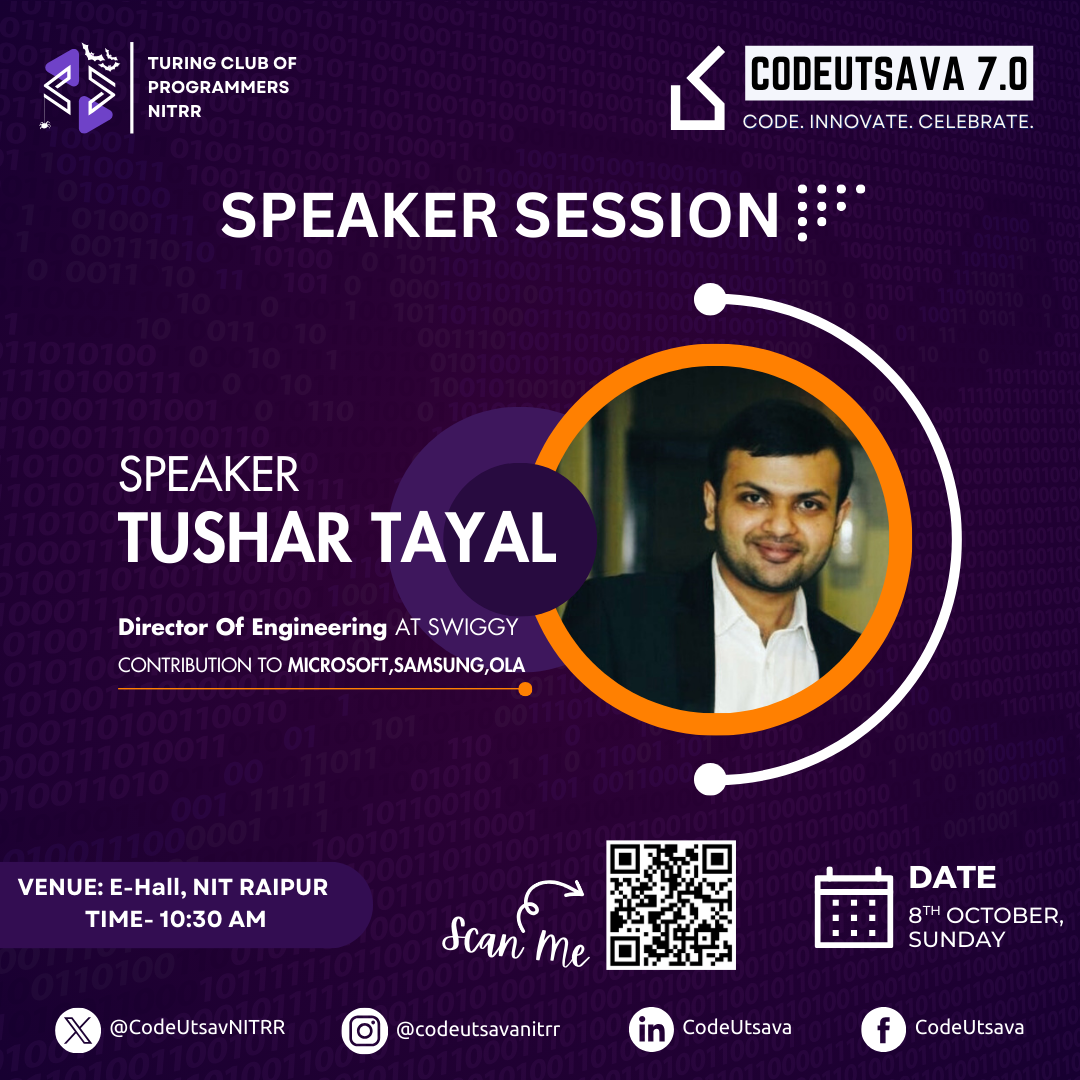 TURING CLUB OF
PROGRAMMERS
NITRR
CODEUTSAVA 7.0
CODE. INNOVATE. CELEBRATE.
SPEAKER SESSION
SPEAKER
TUSHAR TAYAL
Director Of Engineering AT SWIGGY
CONTRIBUTION TO MICROSOFT,SAMSUNG,OLA
VENUE: E-Hall, NIT RAIPUR
TIME- 10:30 AM
Scan Me
DATE
8TH OCTOBER,
SUNDAY
@CodeUtsavNITRR
@codeutsavanitrr
CodeUtsava
CodeUtsava